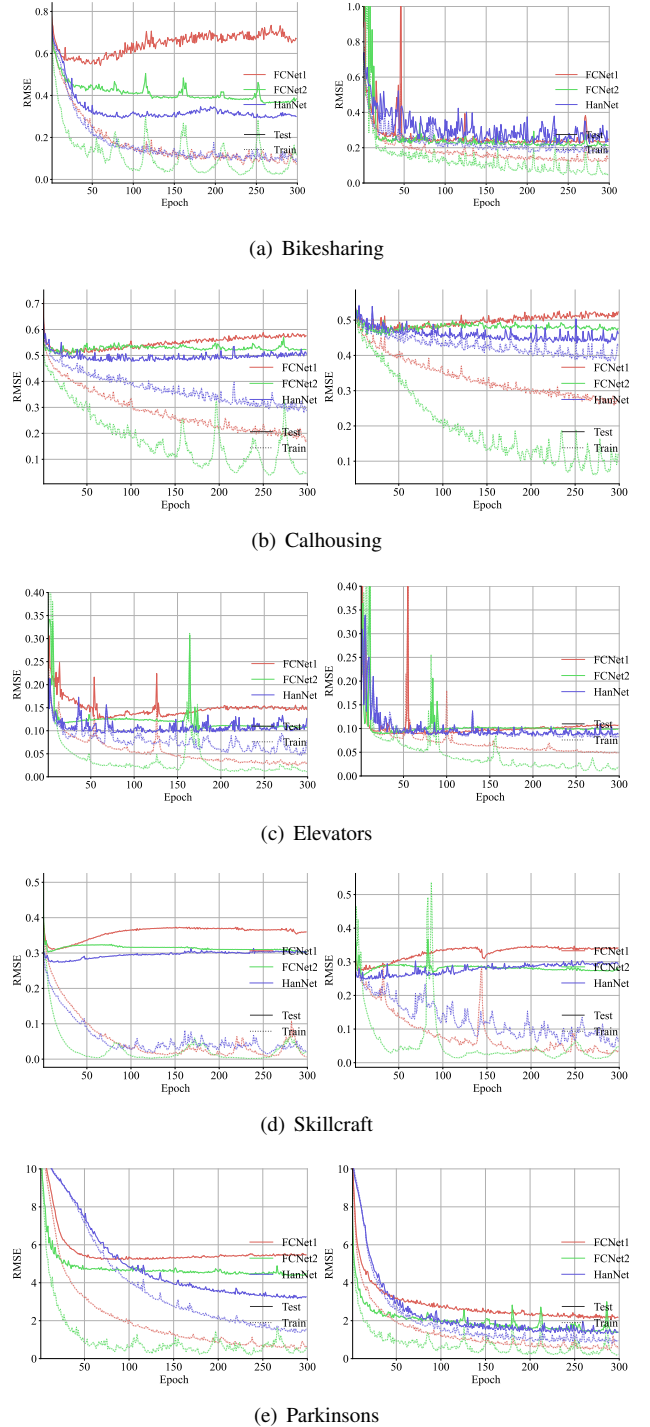 0.8
0.6
0.4
0.2
0.0
RMSE
50 100 150 200 250 300
Epoch
FCNet1
FCNet2
HanNet
Test
Train
1.0
0.8
0.6
0.4
0.2
0.0
RMSE
50 100 150 200 250 300
Epoch
FCNet1
FCNet2
HanNet
Test
Train
(a) Bikesharing
0.7
0.6
0.5
0.4
0.3
0.2
0.1
RMSE
50 100 150 200 250 300
Epoch
FCNet1
FCNet2
HanNet
Test
Train
0.5
0.4
0.3
0.2
0.1
RMSE
50 100 150 200 250 300
Epoch
FCNet1
FCNet2
HanNet
Test
Train
(b) Calhousing
0.40
0.35
0.30
0.25
0.20
0.15
0.10
0.05
0.00
RMSE
50 100 150 200 250 300
Epoch
FCNet1
FCNet2
HanNet
Test
Train
0.40
0.35
0.30
0.25
0.20
0.15
0.10
0.05
0.00
RMSE
50 100 150 200 250 300
Epoch
FCNet1
FCNet2
HanNet
Test
Train
(c) Elevators
0.5
0.4
0.3
0.2
0.1
0.0
RMSE
50 100 150 200 250 300
Epoch
FCNet1
FCNet2
HanNet
Test
Train
0.5
0.4
0.3
0.2
0.1
0.0
RMSE
50 100 150 200 250 300
Epoch
FCNet1
FCNet2
HanNet
Test
Train
(d) Skillcraft
10
8
6
4
2
0
RMSE
50 100 150 200 250 300
Epoch
FCNet1
FCNet2
HanNet
Test
Train
10
8
6
4
2
0
RMSE
50 100 150 200 250 300
Epoch
FCNet1
FCNet2
HanNet
Test
Train
(e) Parkinsons